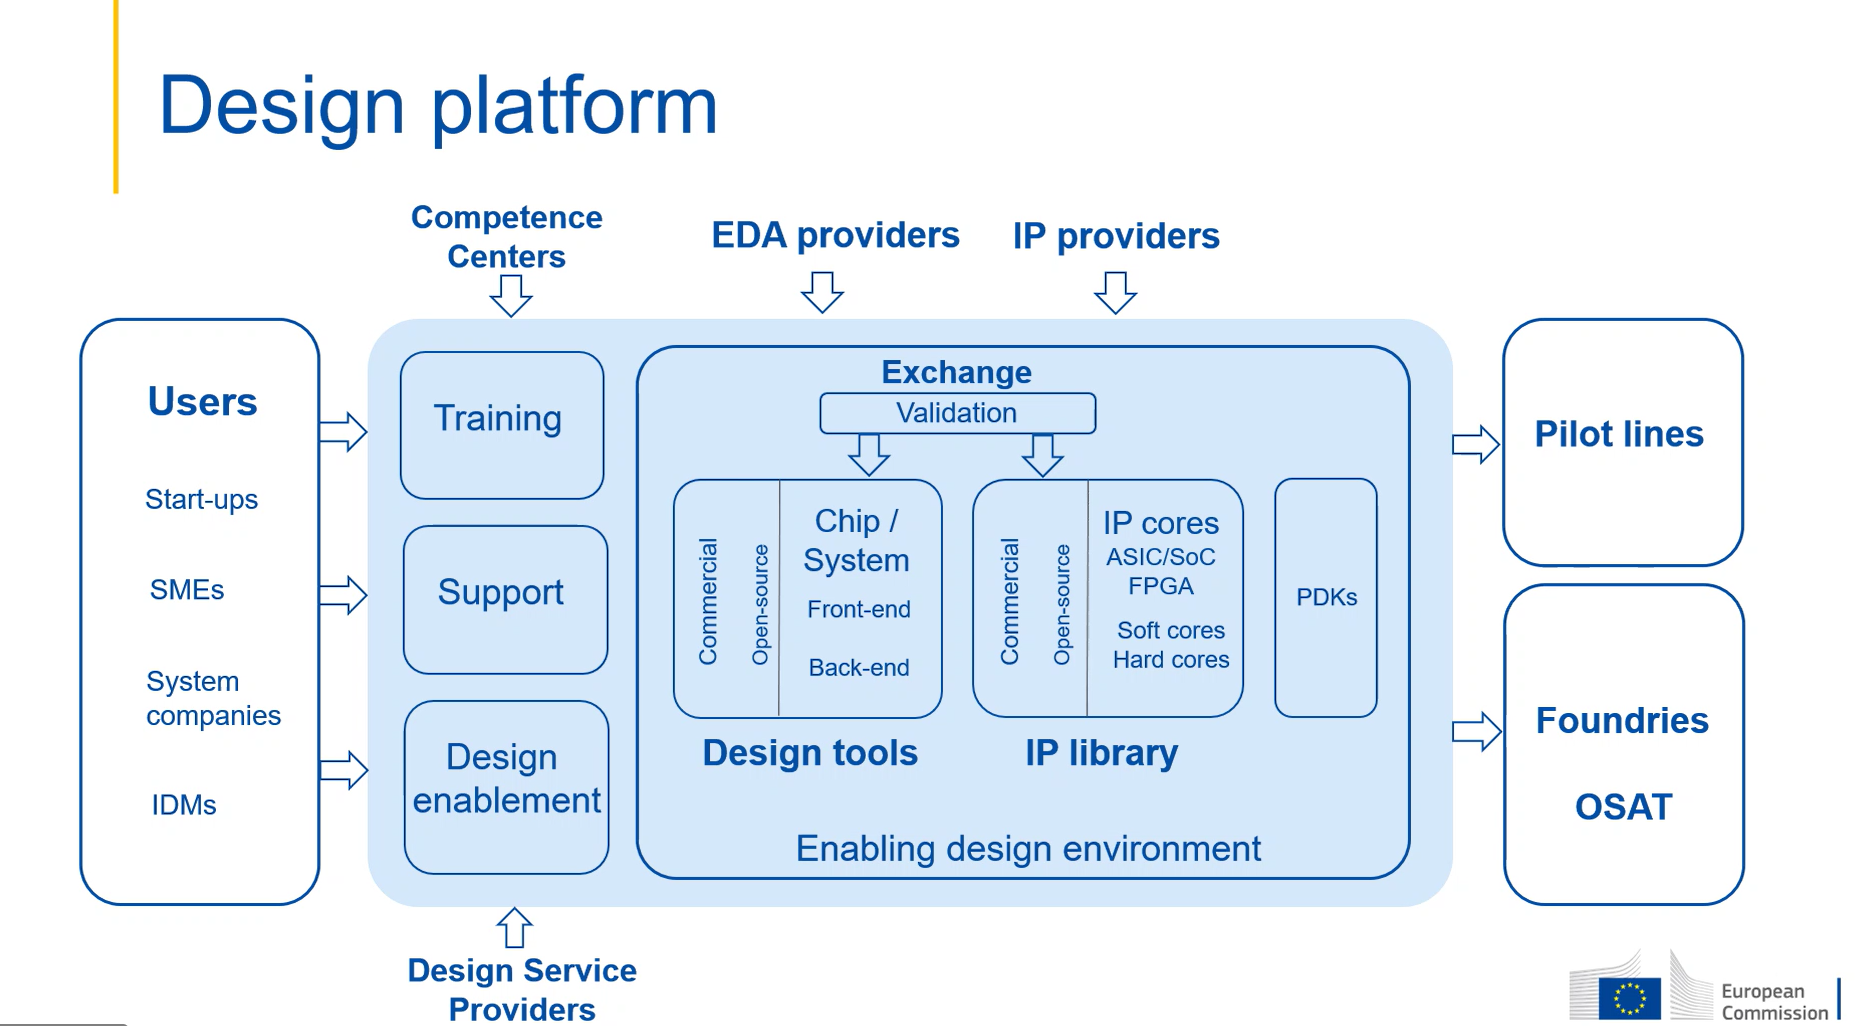 Design platform
Competence
Centers
EDA providers
IP providers
Users
Start-ups
SMEs
System
companies
IDMs
Training
Support
Design
enablement
Exchange
Validation
Commercial
Open-source
Chip /
System
Front-end
Back-end
Design tools
Commercial
Open-source
IP cores
ASIC/SoC
FPGA
Soft cores
Hard cores
IP library
PDKs
Enabling design environment
Pilot lines
Foundries
OSAT
Design Service
Providers
European
Commission